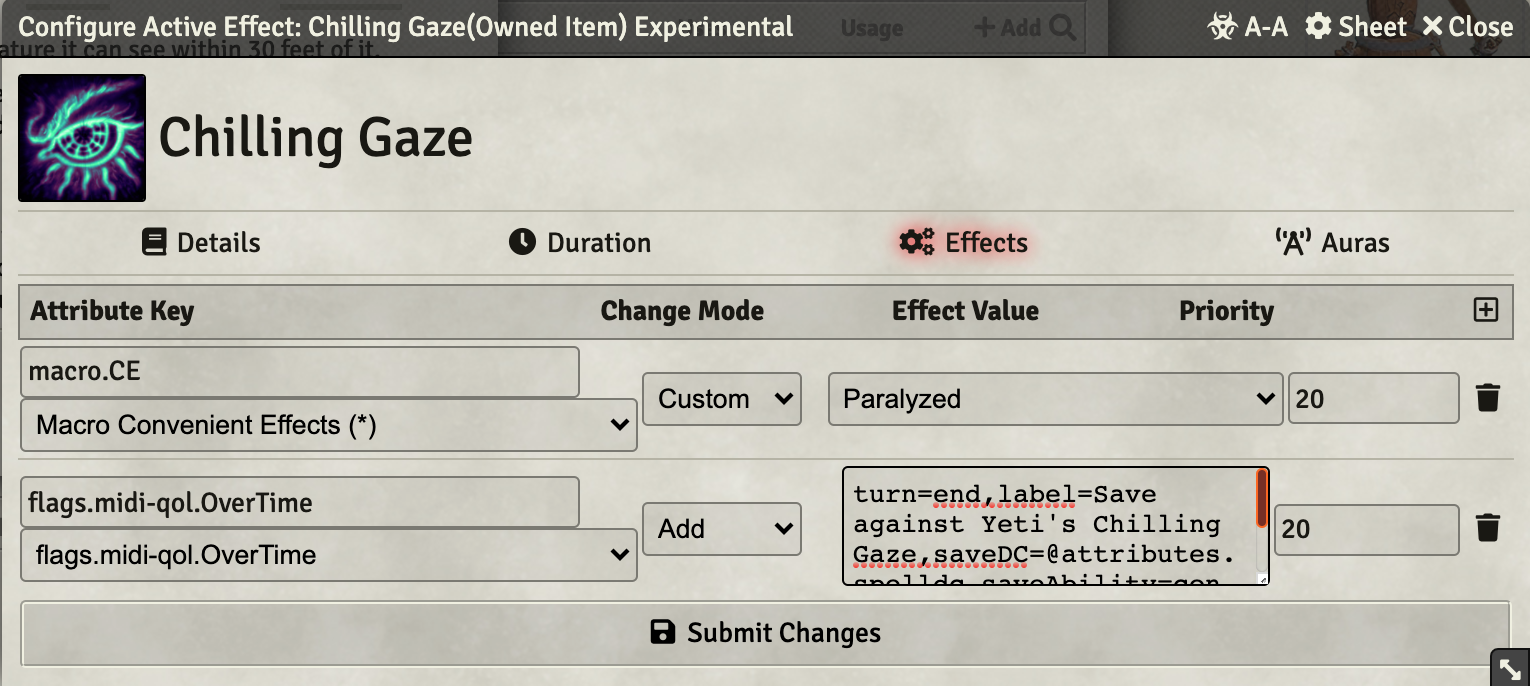 Configure Active Effect: Chilling Gaze(Owned Item) Experimental
Usage
Add
A-A
Sheet
Close
ature it can see within 30 feet of it.
Chilling Gaze
Details
Duration
Effects
Auras
Attribute Key
Change Mode
Effect Value
Priority
macro.CE
Macro Convenient Effects (*)
Custom
Paralyzed
20
flags.midi-qol.OverTime
flags.midi-qol.OverTime
Add
turn=end,label=Save
against Yeti's Chilling
Gaze,saveDC=@attributes.
spelldc,saveAbility=con
20
Submit Changes